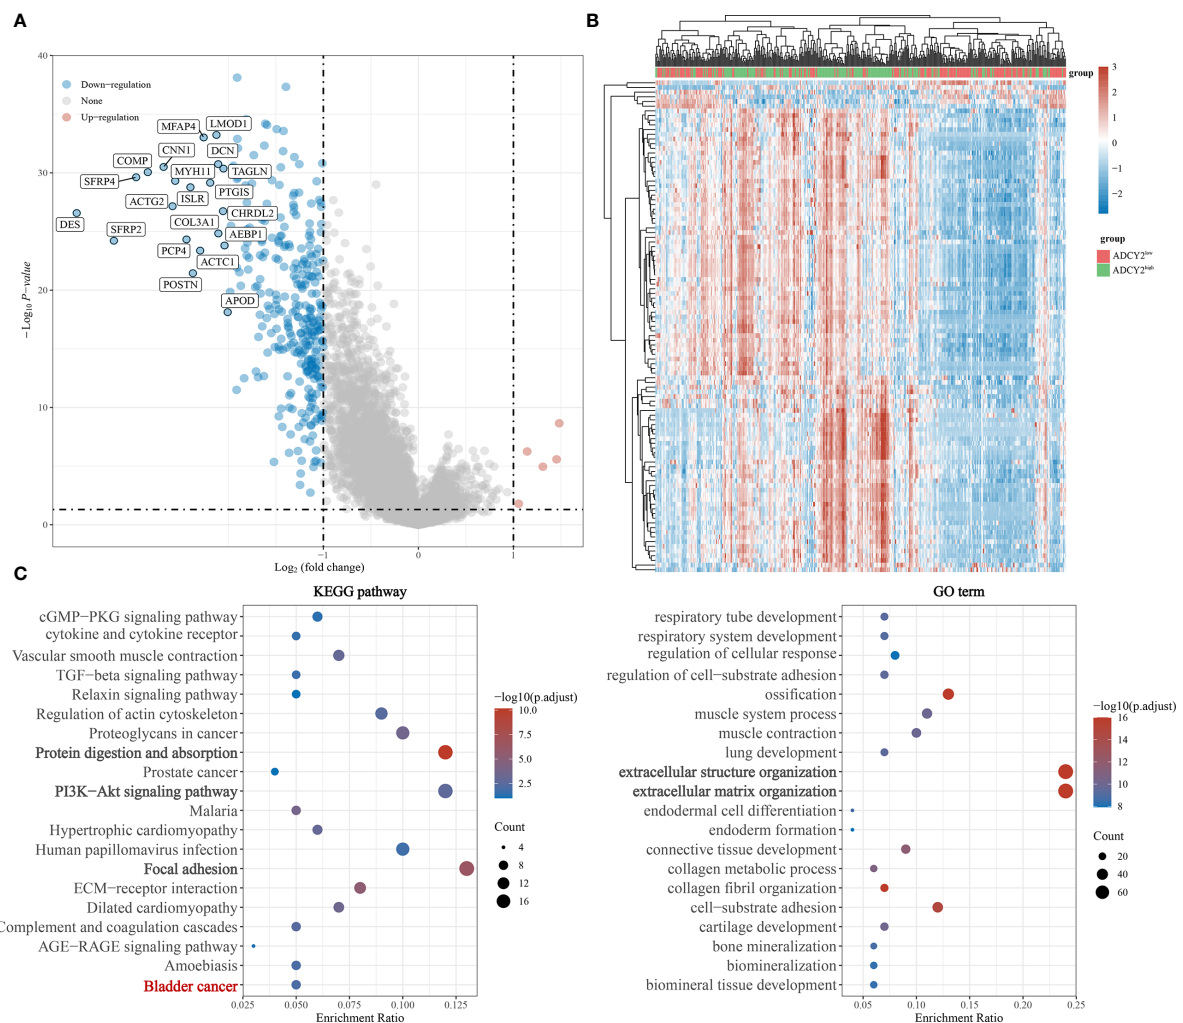 A
40
30
20
10
0
−Log10 P−value
Down−regulation
None
Up−regulation
MFAP4
LMOD1
CNN1
DCN
COMP
MYH11
TAGLN
SFRP4
PTGIS
ACTG2
ISLR
CHRDL2
DES
COL3A1
SFRP2
AEBP1
PCP4
ACTC1
POSTN
APOD
−1
0
1
Log2 (fold change)
B
group
3
2
1
0
−1
−2
group
ADCY2low
ADCY2high
C
KEGG pathway
cGMP−PKG signaling pathway
cytokine and cytokine receptor
Vascular smooth muscle contraction
TGF−beta signaling pathway
Relaxin signaling pathway
Regulation of actin cytoskeleton
Proteoglycans in cancer
Protein digestion and absorption
Prostate cancer
PI3K−Akt signaling pathway
Malaria
Hypertrophic cardiomyopathy
Human papillomavirus infection
Focal adhesion
ECM−receptor interaction
Dilated cardiomyopathy
Complement and coagulation cascades
AGE−RAGE signaling pathway
Amoebiasis
Bladder cancer
0.025
0.050
0.075
0.100
0.125
Enrichment Ratio
−log10(p.adjust)
10.0
7.5
5.0
2.5
Count
4
8
12
16
GO term
respiratory tube development
respiratory system development
regulation of cellular response
regulation of cell−substrate adhesion
ossification
muscle system process
muscle contraction
lung development
extracellular structure organization
extracellular matrix organization
endodermal cell differentiation
endoderm formation
connective tissue development
collagen metabolic process
collagen fibril organization
cell−substrate adhesion
cartilage development
bone mineralization
biomineralization
biomineral tissue development
0.05
0.10
0.15
0.20
0.25
Enrichment Ratio
−log10(p.adjust)
16
14
12
10
8
Count
20
40
60